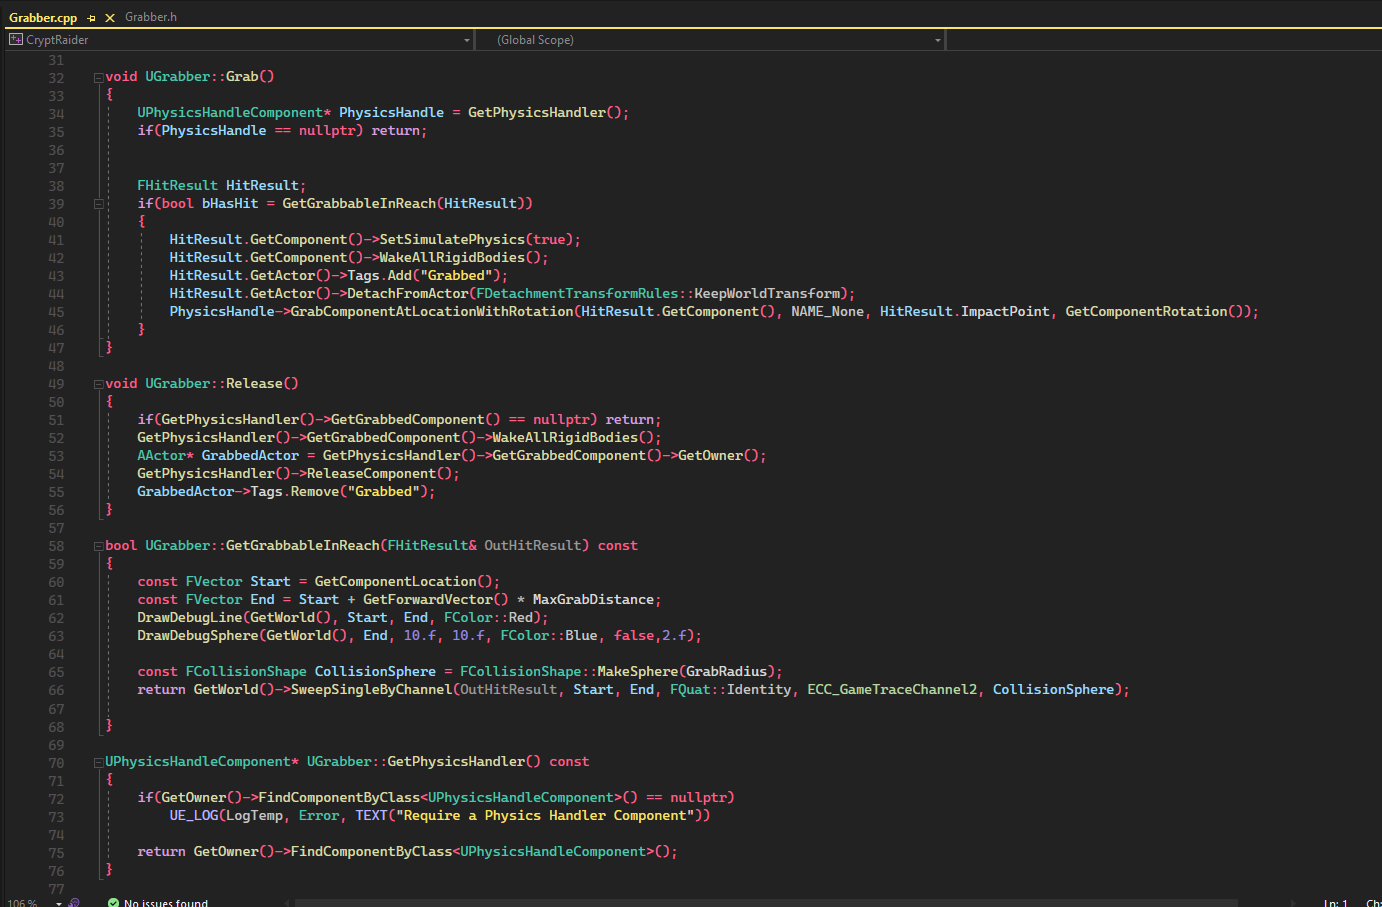 Grabber.cpp Grabber.h
CryptRaider (Global Scope)
31
32 void UGrabber::Grab()
33 {
34 UPhysicsHandleComponent* PhysicsHandle = GetPhysicsHandler();
35 if(PhysicsHandle == nullptr) return;
36
37
38 FHitResult HitResult;
39 if(bool bHasHit = GetGrabbableInReach(HitResult))
40 {
41 HitResult.GetComponent()->SetSimulatePhysics(true);
42 HitResult.GetComponent()->WakeAllRigidBodies();
43 HitResult.GetActor()->Tags.Add("Grabbed");
44 HitResult.GetActor()->DetachFromActor(FDetachmentTransformRules::KeepWorldTransform);
45 PhysicsHandle->GrabComponentAtLocationWithRotation(HitResult.GetComponent(), NAME_None, HitResult.ImpactPoint, GetComponentRotation());
46 }
47 }
48
49 void UGrabber::Release()
50 {
51 if(GetPhysicsHandler()->GetGrabbedComponent() == nullptr) return;
52 GetPhysicsHandler()->GetGrabbedComponent()->WakeAllRigidBodies();
53 AActor* GrabbedActor = GetPhysicsHandler()->GetGrabbedComponent()->GetOwner();
54 GetPhysicsHandler()->ReleaseComponent();
55 GrabbedActor->Tags.Remove("Grabbed");
56 }
57
58 bool UGrabber::GetGrabbableInReach(FHitResult& OutHitResult) const
59 {
60 const FVector Start = GetComponentLocation();
61 const FVector End = Start + GetForwardVector() * MaxGrabDistance;
62 DrawDebugLine(GetWorld(), Start, End, FColor::Red);
63 DrawDebugSphere(GetWorld(), End, 10.f, 10.f, FColor::Blue, false,2.f);
64
65 const FCollisionShape CollisionSphere = FCollisionShape::MakeSphere(GrabRadius);
66 return GetWorld()->SweepSingleByChannel(OutHitResult, Start, End, FQuat::Identity, ECC_GameTraceChannel2, CollisionSphere);
67
68 }
69
70 UPhysicsHandleComponent* UGrabber::GetPhysicsHandler() const
71 {
72 if(GetOwner()->FindComponentByClass<UPhysicsHandleComponent>() == nullptr)
73 UE_LOG(LogTemp, Error, TEXT("Require a Physics Handler Component"))
74
75 return GetOwner()->FindComponentByClass<UPhysicsHandleComponent>();
76 }
77
106 % No issues found Ln: 1 Ch: